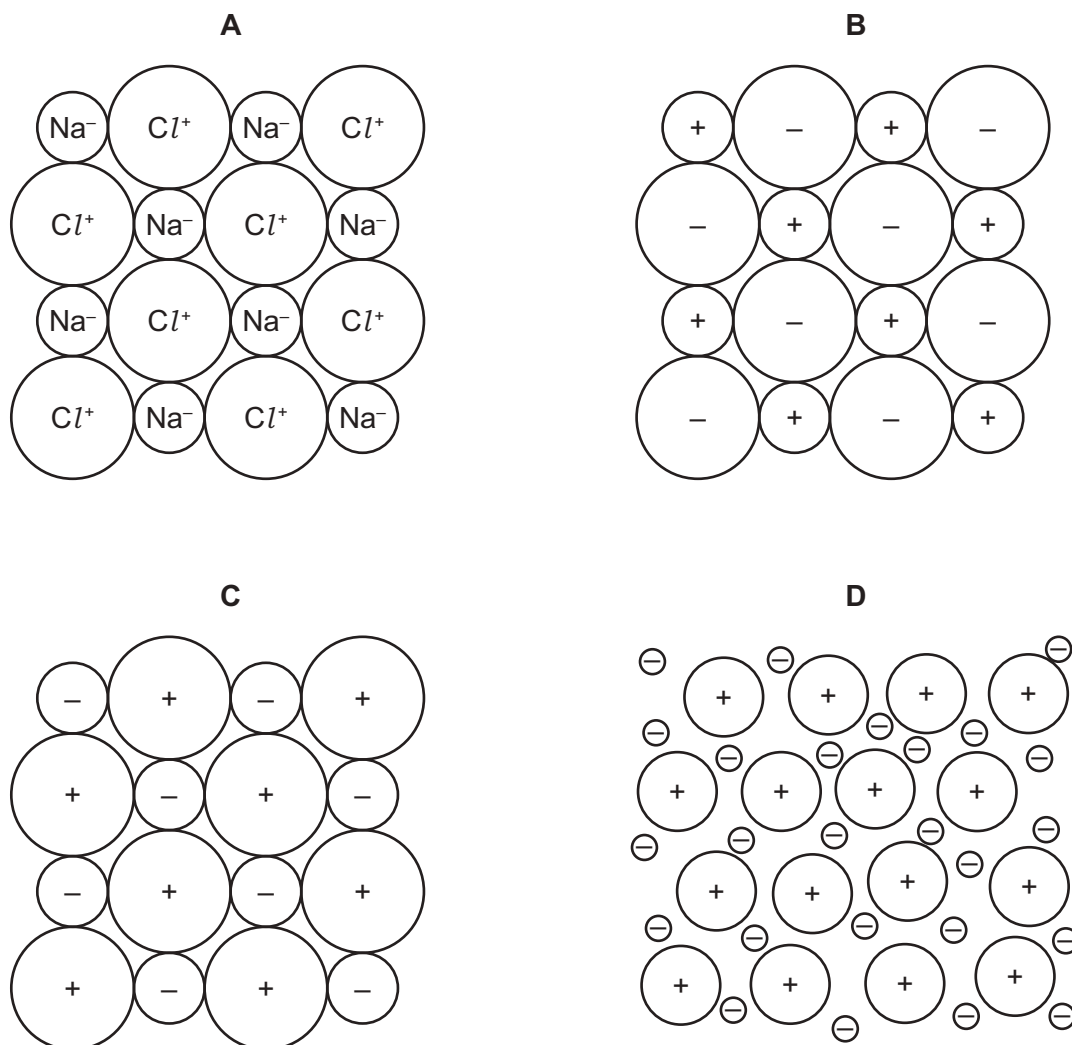 A B
Na⁻ Cl⁺ Na⁻ Cl⁺ + – + –
Cl⁺ Na⁻ Cl⁺ Na⁻ – + – +
Na⁻ Cl⁺ Na⁻ Cl⁺ + – + –
Cl⁺ Na⁻ Cl⁺ Na⁻ – + – +
C D
– –
–
– + – + + + + +
– – –
– – – –
+ – + – + + + +
– – – – –
–
– + – + + + + +
– – – – –
+ – + – + + + +
– – –
–